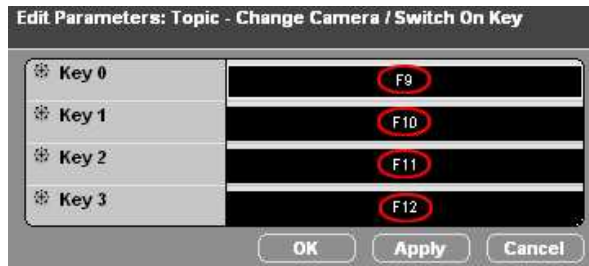 Edit Parameters: Topic - Change Camera / Switch On Key
Key 0 F9
Key 1 F10
Key 2 F11
Key 3 F12
OK Apply Cancel